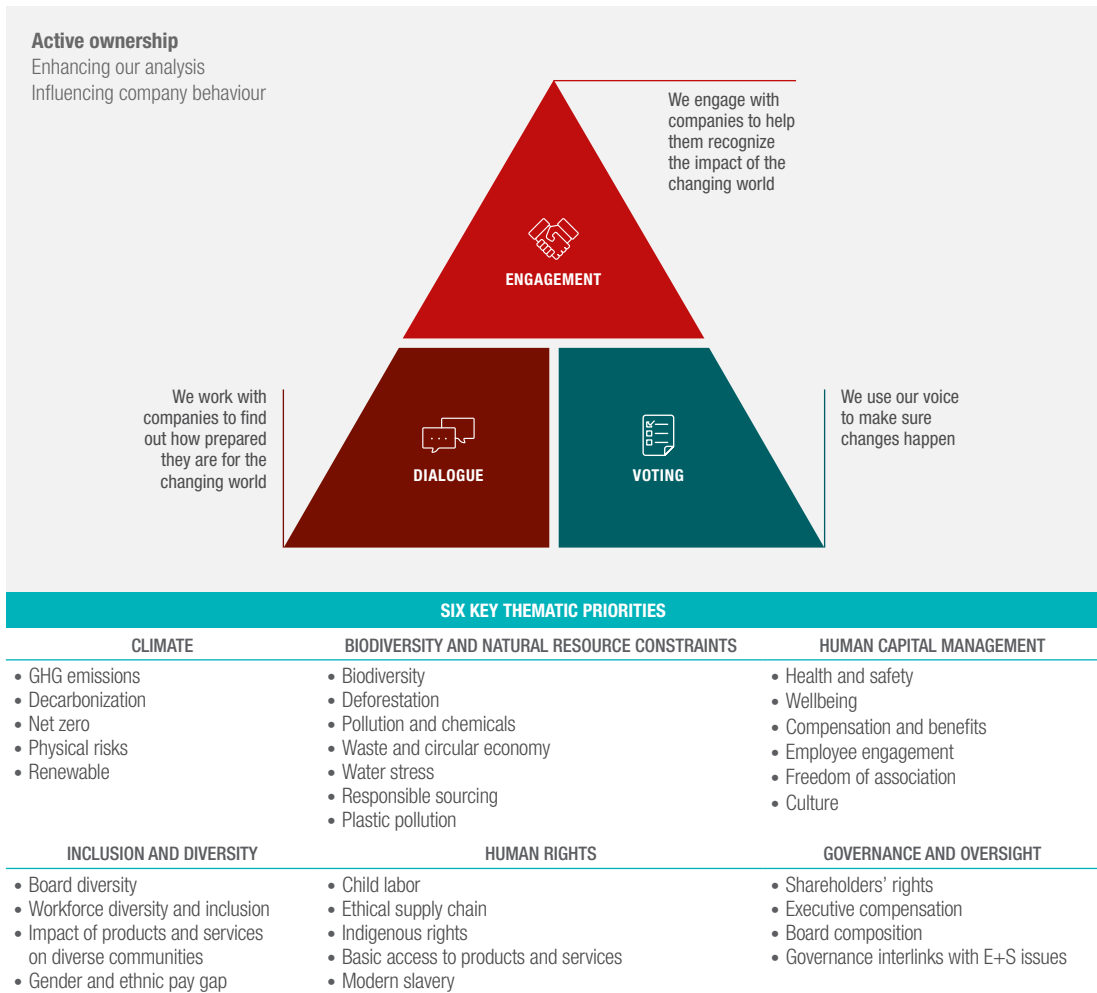 Active ownership
Enhancing our analysis
Influencing company behaviour
We engage with
companies to help
them recognize
the impact of the
changing world
ENGAGEMENT
We work with
companies to find
out how prepared
they are for the
changing world
DIALOGUE
VOTING
We use our voice
to make sure
changes happen
SIX KEY THEMATIC PRIORITIES
CLIMATE
• GHG emissions
• Decarbonization
• Net zero
• Physical risks
• Renewable
BIODIVERSITY AND NATURAL RESOURCE CONSTRAINTS
• Biodiversity
• Deforestation
• Pollution and chemicals
• Waste and circular economy
• Water stress
• Responsible sourcing
• Plastic pollution
HUMAN CAPITAL MANAGEMENT
• Health and safety
• Wellbeing
• Compensation and benefits
• Employee engagement
• Freedom of association
• Culture
INCLUSION AND DIVERSITY
• Board diversity
• Workforce diversity and inclusion
• Impact of products and services
on diverse communities
• Gender and ethnic pay gap
HUMAN RIGHTS
• Child labor
• Ethical supply chain
• Indigenous rights
• Basic access to products and services
• Modern slavery
GOVERNANCE AND OVERSIGHT
• Shareholders’ rights
• Executive compensation
• Board composition
• Governance interlinks with E+S issues